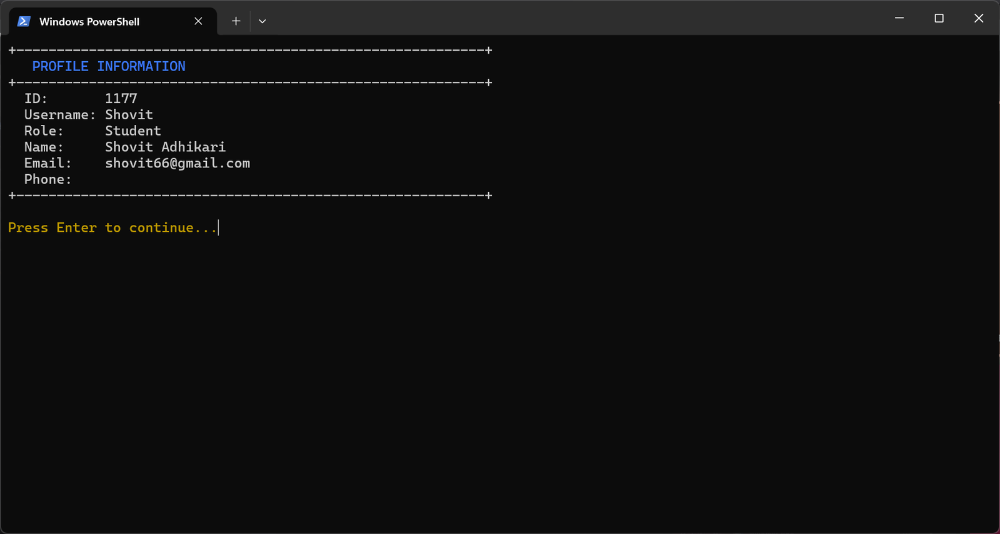 Windows PowerShell
+----------------------------------------------------------+
PROFILE INFORMATION
+----------------------------------------------------------+
ID: 1177
Username: Shovit
Role: Student
Name: Shovit Adhikari
Email: shovit66@gmail.com
Phone:
+----------------------------------------------------------+
Press Enter to continue...